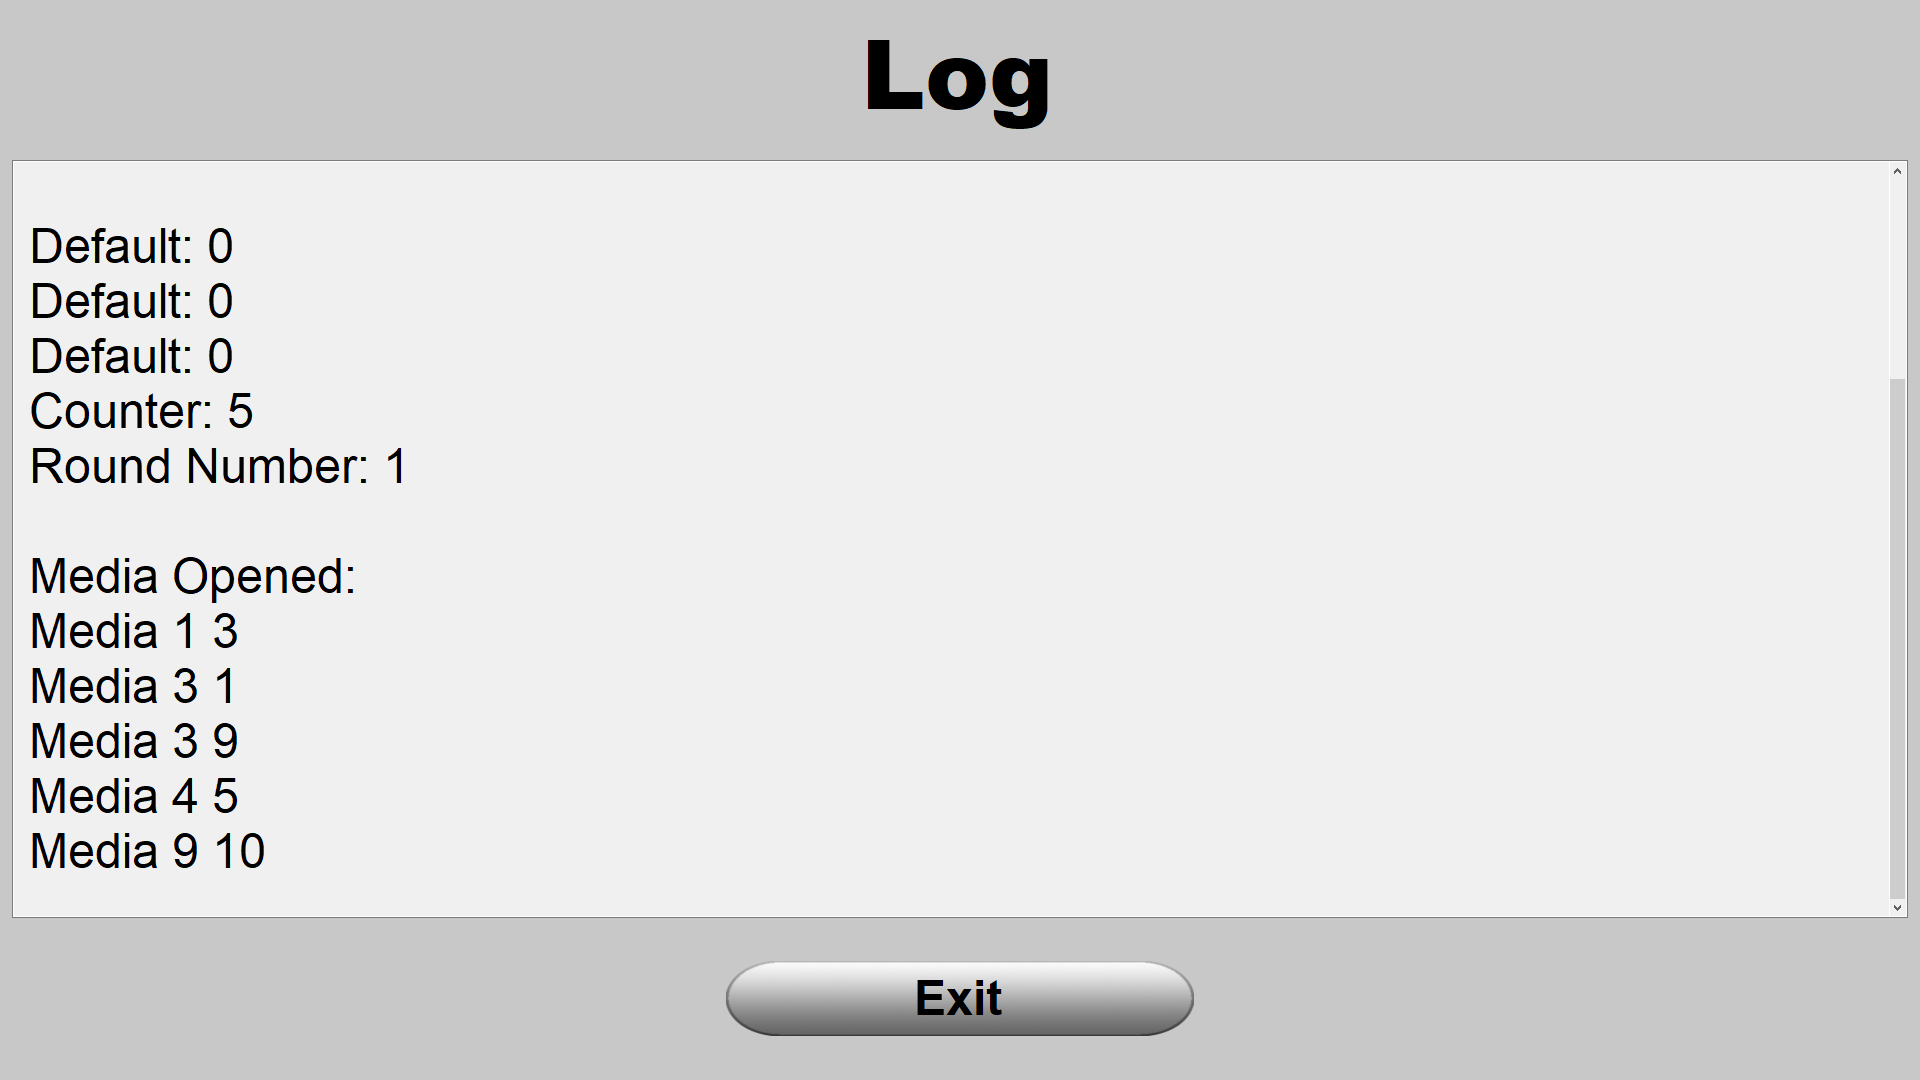 Log
Default: 0
Default: 0
Default: 0
Counter: 5
Round Number: 1
Media Opened:
Media 1 3
Media 3 1
Media 3 9
Media 4 5
Media 9 10
Exit